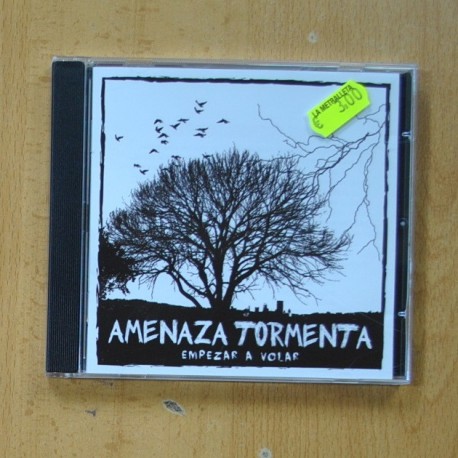 LA METRALLETA
€ 3.00
AMENAZA TORMENTA
EMPEZAR A VOLAR